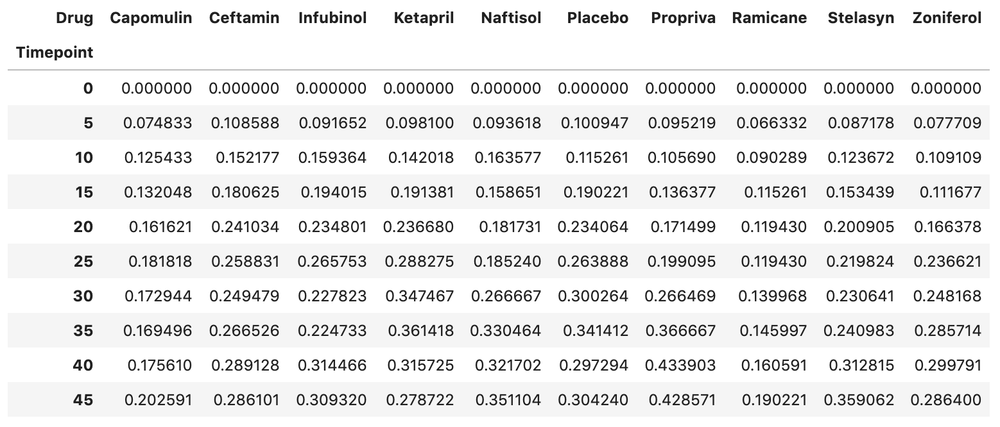 Drug Capomulin Ceftamin Infubinol Ketapril Naftisol Placebo Propriva Ramicane Stelasyn Zoniferol
Timepoint
0 0.000000 0.000000 0.000000 0.000000 0.000000 0.000000 0.000000 0.000000 0.000000 0.000000
5 0.074833 0.108588 0.091652 0.098100 0.093618 0.100947 0.095219 0.066332 0.087178 0.077709
10 0.125433 0.152177 0.159364 0.142018 0.163577 0.115261 0.105690 0.090289 0.123672 0.109109
15 0.132048 0.180625 0.194015 0.191381 0.158651 0.190221 0.136377 0.115261 0.153439 0.111677
20 0.161621 0.241034 0.234801 0.236680 0.181731 0.234064 0.171499 0.119430 0.200905 0.166378
25 0.181818 0.258831 0.265753 0.288275 0.185240 0.263888 0.199095 0.119430 0.219824 0.236621
30 0.172944 0.249479 0.227823 0.347467 0.266667 0.300264 0.266469 0.139968 0.230641 0.248168
35 0.169496 0.266526 0.224733 0.361418 0.330464 0.341412 0.366667 0.145997 0.240983 0.285714
40 0.175610 0.289128 0.314466 0.315725 0.321702 0.297294 0.433903 0.160591 0.312815 0.299791
45 0.202591 0.286101 0.309320 0.278722 0.351104 0.304240 0.428571 0.190221 0.359062 0.286400